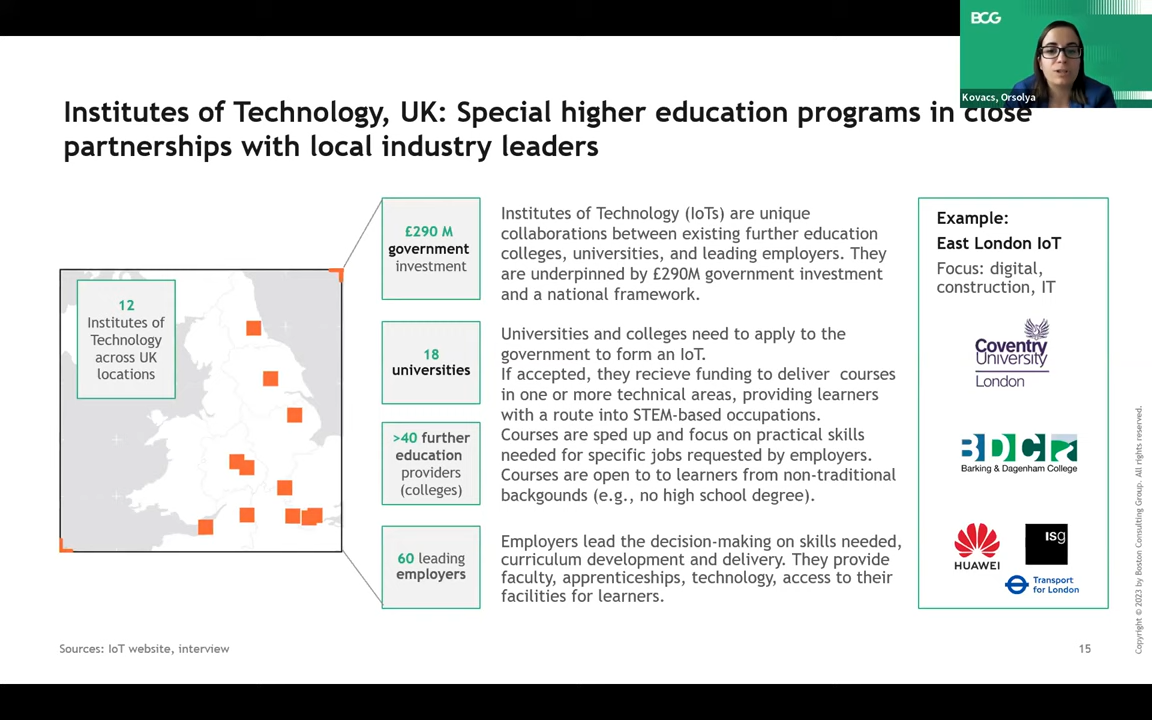 BCG
Kovacs, Orsolya
Institutes of Technology, UK: Special higher education programs in close
partnerships with local industry leaders
12
Institutes of
Technology
across UK
locations
£290 M
government
investment
Institutes of Technology (IoTs) are unique
collaborations between existing further education
colleges, universities, and leading employers. They
are underpinned by £290M government investment
and a national framework.
18
universities
Universities and colleges need to apply to the
government to form an IoT.
If accepted, they recieve funding to deliver courses
in one or more technical areas, providing learners
with a route into STEM-based occupations.
>40 further
education
providers
(colleges)
Courses are sped up and focus on practical skills
needed for specific jobs requested by employers.
Courses are open to to learners from non-traditional
backgounds (e.g., no high school degree).
60 leading
employers
Employers lead the decision-making on skills needed,
curriculum development and delivery. They provide
faculty, apprenticeships, technology, access to their
facilities for learners.
Example:
East London IoT
Focus: digital,
construction, IT
Coventry
University
London
BDC
Barking & Dagenham College
HUAWEI
isg
Transport
for London
Sources: IoT website, interview
15
Copyright © 2023 by Boston Consulting Group. All rights reserved.